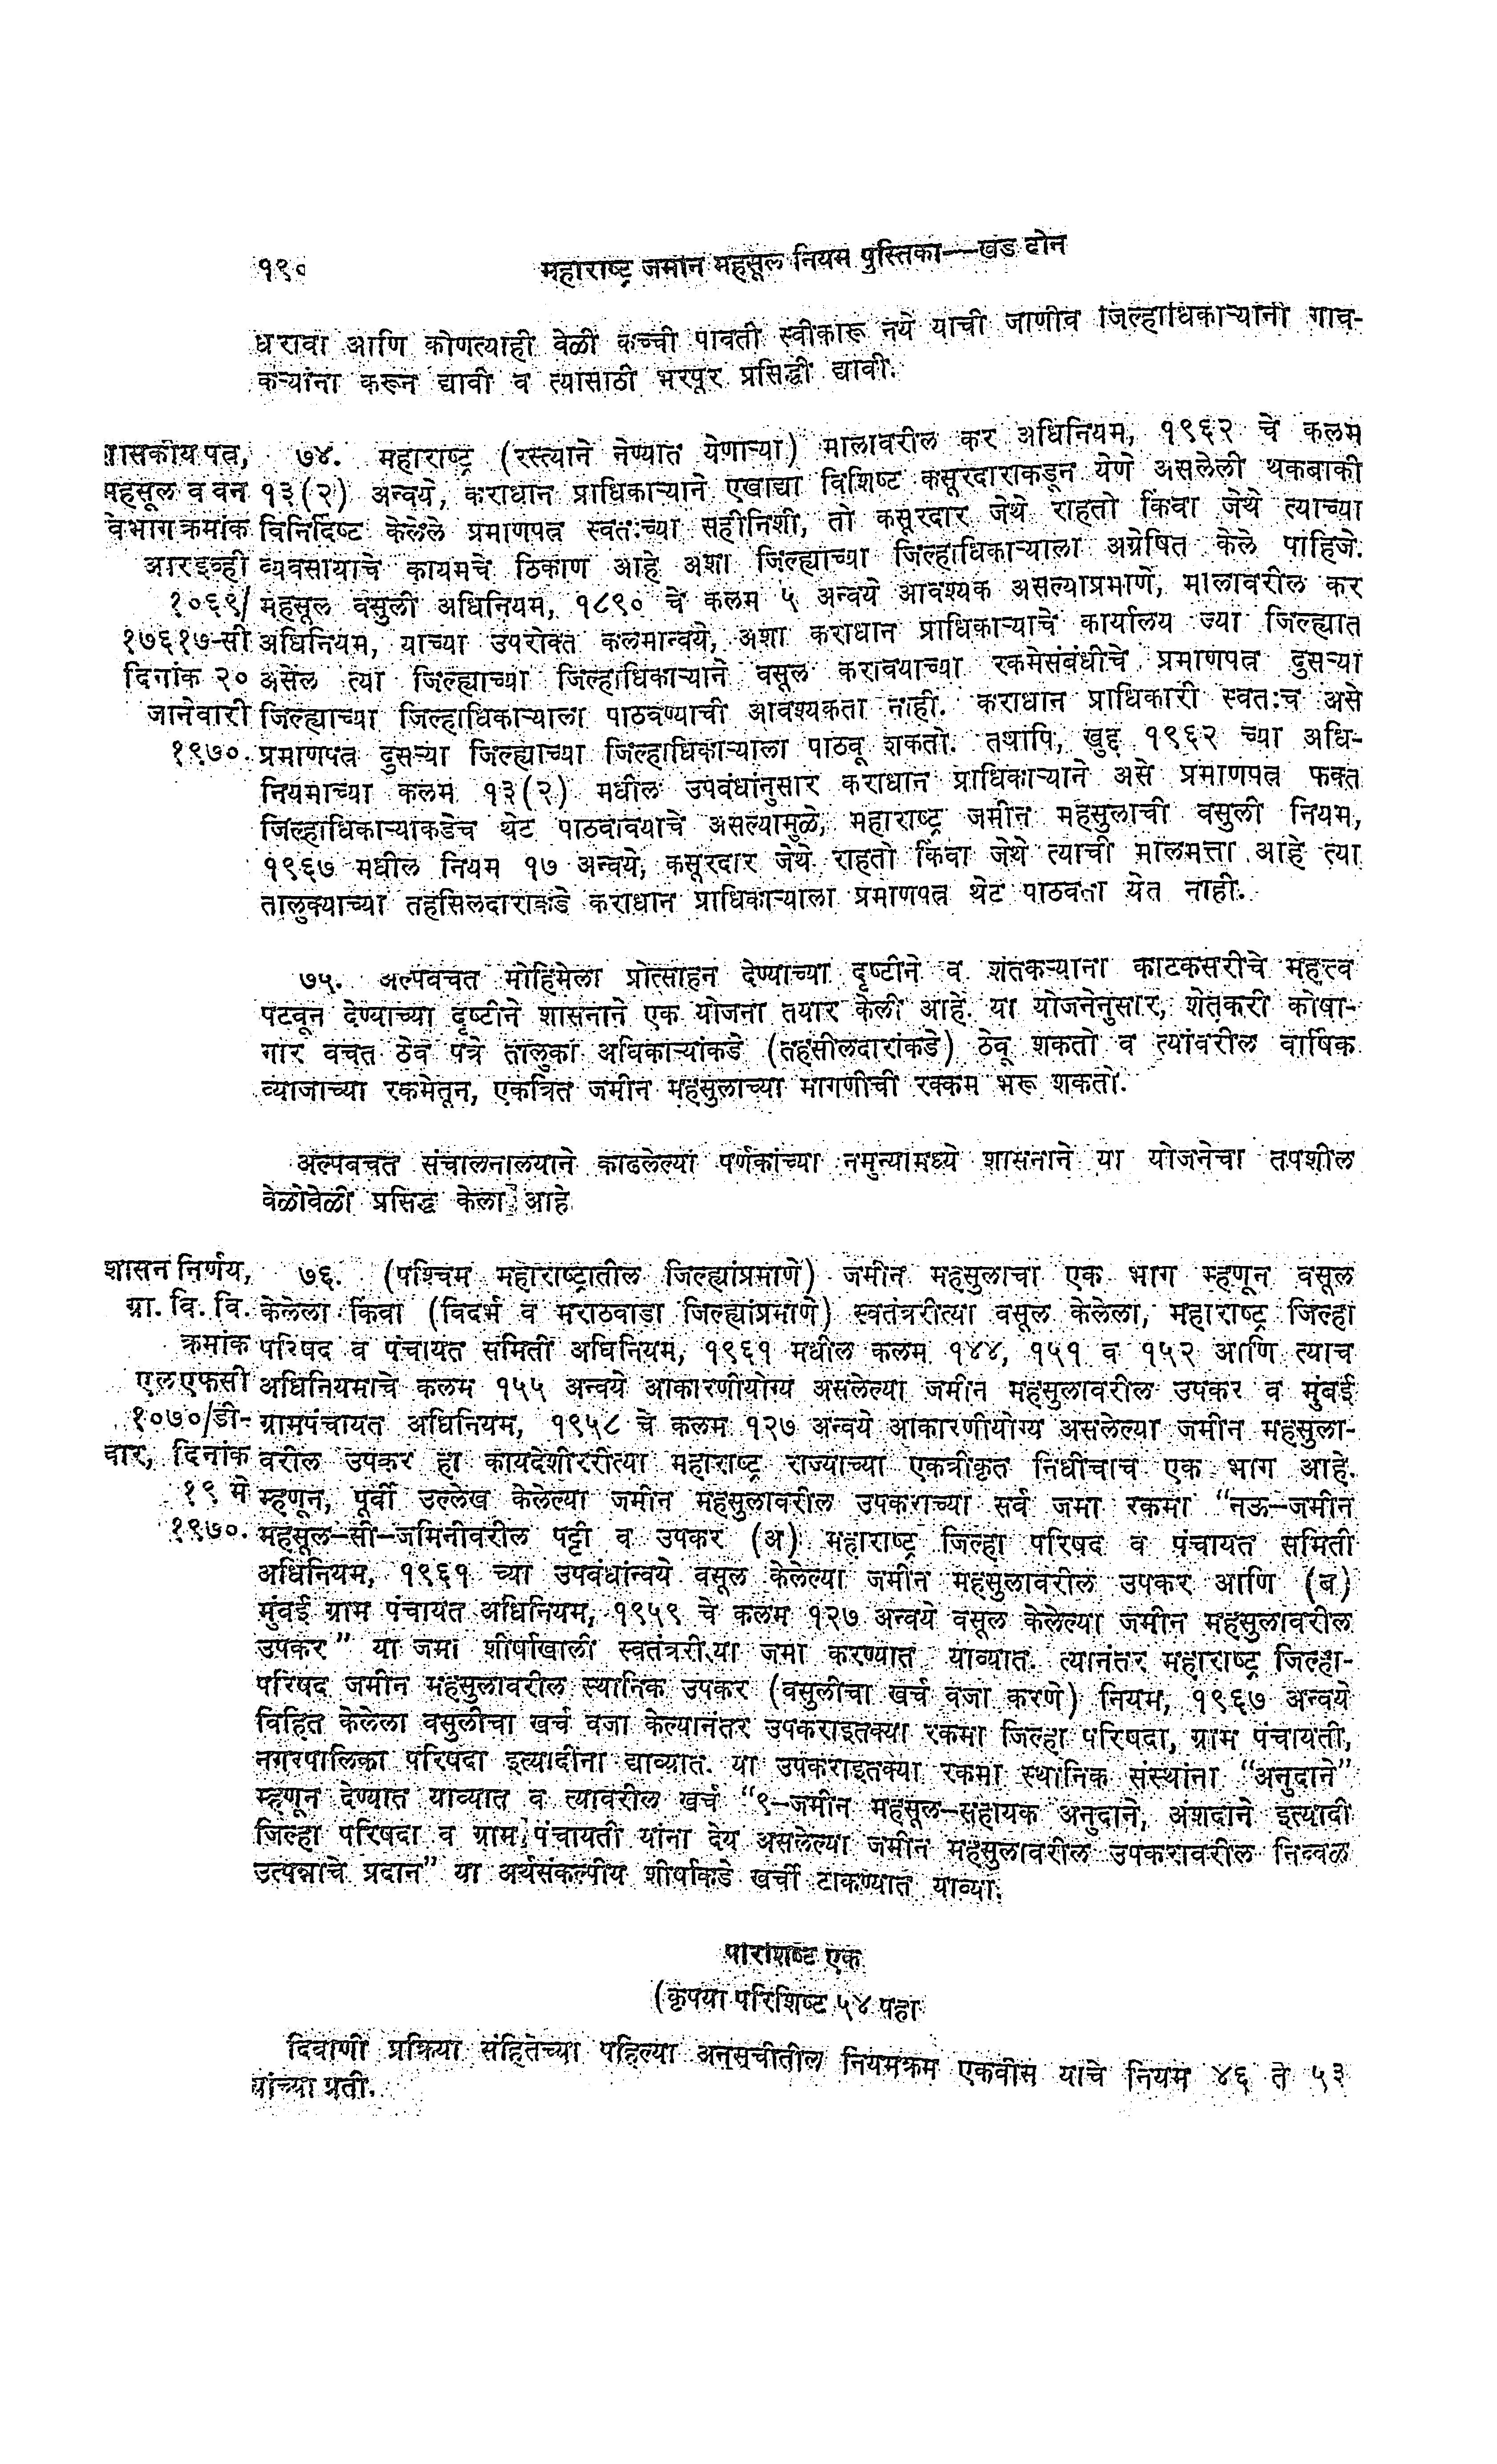 १९०
महाराष्ट्र जमीन महसूल नियम पुस्तिका—खंड दोन
धरावा आणि कोणत्याही वेळी कच्ची पावती स्वीकारू नये याची जाणीव जिल्हाधिकाऱ्यांनी गाव-
कऱ्यांना करून द्यावी व त्यासाठी भरपूर प्रसिद्धी द्यावी.
शासकीय पत्र,
महसूल व वन
विभाग क्रमांक
आरइव्ही
१०६९/
१७६१७-सी
दिनांक २०
जानेवारी
१९७०.
७४. महाराष्ट्र (रस्त्याने नेण्यात येणाऱ्या) मालावरील कर अधिनियम, १९६२ चे कलम
१३(२) अन्वये, कराधान प्राधिकाऱ्याने एखाद्या विशिष्ट कसूरदाराकडून येणे असलेली थकबाकी
विनिर्दिष्ट केलेले प्रमाणपत्र स्वतःच्या सहीनिशी, तो कसूरदार जेथे राहतो किंवा जेथे त्याच्या
व्यवसायाचे कायमचे ठिकाण आहे अशा जिल्ह्याच्या जिल्हाधिकाऱ्याला अग्रेषित केले पाहिजे.
महसूल वसुली अधिनियम, १८९० चे कलम ५ अन्वये आवश्यक असल्याप्रमाणे, मालावरील कर
अधिनियम, याच्या उपरोक्त कलमान्वये, अशा कराधान प्राधिकाऱ्याचे कार्यालय ज्या जिल्ह्यात
असेल त्या जिल्ह्याच्या जिल्हाधिकाऱ्याने वसूल करावयाच्या रकमेसंबंधीचे प्रमाणपत्र दुसऱ्या
जिल्ह्याच्या जिल्हाधिकाऱ्याला पाठवण्याची आवश्यकता नाही. कराधान प्राधिकारी स्वतःच असे
प्रमाणपत्र दुसऱ्या जिल्ह्याच्या जिल्हाधिकाऱ्याला पाठवू शकतो. तथापि, खुद्द १९६२ च्या अधि-
नियमाच्या कलम १३(२) मधील उपबंधांनुसार कराधान प्राधिकाऱ्याने असे प्रमाणपत्र फक्त
जिल्हाधिकाऱ्याकडेच थेट पाठवावयाचे असल्यामुळे, महाराष्ट्र जमीन महसुलाची वसुली नियम,
१९६७ मधील नियम १७ अन्वये, कसूरदार जेथे राहतो किंवा जेथे त्याची मालमत्ता आहे त्या
तालुक्याच्या तहसिलदाराकडे कराधान प्राधिकाऱ्याला प्रमाणपत्र थेट पाठवता येत नाही.
७५. अल्पबचत मोहिमेला प्रोत्साहन देण्याच्या दृष्टीने व शेतकऱ्यांना काटकसरीचे महत्त्व
पटवून देण्याच्या दृष्टीने शासनाने एक योजना तयार केली आहे. या योजनेनुसार, शेतकरी कोषा-
गार बचत ठेव पत्रे तालुका अधिकाऱ्यांकडे (तहसीलदारांकडे) ठेवू शकतो व त्यांवरील वार्षिक
व्याजाच्या रकमेतून, एकत्रित जमीन महसुलाच्या मागणीची रक्कम भरू शकतो.
अल्पबचत संचालनालयाने काढलेल्या पर्णकांच्या नमुन्यामध्ये शासनाने या योजनेचा तपशील
वेळोवेळी प्रसिद्ध केला आहे
शासन निर्णय,
ग्रा. वि. वि.
क्रमांक
एलएफसी
१०७०/डी-
वार, दिनांक
१९ मे
१९७०.
७६. (पश्चिम महाराष्ट्रातील जिल्ह्यांप्रमाणे) जमीन महसुलाचा एक भाग म्हणून वसूल
केलेला किंवा (विदर्भ व मराठवाडा जिल्ह्यांप्रमाणे) स्वतंत्ररीत्या वसूल केलेला, महाराष्ट्र जिल्हा
परिषद व पंचायत समिती अधिनियम, १९६१ मधील कलम १४४, १५१ व १५२ आणि त्याच
अधिनियमाचे कलम १५५ अन्वये आकारणीयोग्य असलेल्या जमीन महसुलावरील उपकर व मुंबई
ग्रामपंचायत अधिनियम, १९५८ चे कलम १२७ अन्वये आकारणीयोग्य असलेल्या जमीन महसुला-
वरील उपकर हा कायदेशीररीत्या महाराष्ट्र राज्याच्या एकत्रीकृत निधीचाच एक भाग आहे.
म्हणून, पूर्वी उल्लेख केलेल्या जमीन महसुलावरील उपकराच्या सर्व जमा रकमा “नऊ-जमीन
महसूल-सी-जमिनीवरील पट्टी व उपकर (अ) महाराष्ट्र जिल्हा परिषद व पंचायत समिती
अधिनियम, १९६१ च्या उपबंधांन्वये वसूल केलेल्या जमीन महसुलावरील उपकर आणि (ब)
मुंबई ग्राम पंचायत अधिनियम, १९५९ चे कलम १२७ अन्वये वसूल केलेल्या जमीन महसुलावरील
उपकर” या जमा शीर्षाखाली स्वतंत्ररीत्या जमा करण्यात याव्यात. त्यानंतर महाराष्ट्र जिल्हा-
परिषद जमीन महसुलावरील स्थानिक उपकर (वसुलीचा खर्च वजा करणे) नियम, १९६७ अन्वये
विहित केलेला वसुलीचा खर्च वजा केल्यानंतर उपकराइतक्या रकमा जिल्हा परिषदा, ग्राम पंचायती,
नगरपालिका परिषदा इत्यादींना द्याव्यात. या उपकराइतक्या रकमा स्थानिक संस्थांना “अनुदाने”
म्हणून देण्यात याव्यात व त्यावरील खर्च “९-जमीन महसूल-सहायक अनुदाने, अंशदाने इत्यादी
जिल्हा परिषदा व ग्राम पंचायती यांना देय असलेल्या जमीन महसुलावरील उपकरावरील निव्वळ
उत्पन्नाचे प्रदान” या अर्थसंकल्पीय शीर्षाकडे खर्ची टाकण्यात याव्या.
परिशिष्ट एक
(कृपया परिशिष्ट ५४ पहा
दिवाणी प्रक्रिया संहितेच्या पहिल्या अनुसूचीतील नियमक्रम एकवीस याचे नियम ४६ ते ५३
यांच्या प्रती.